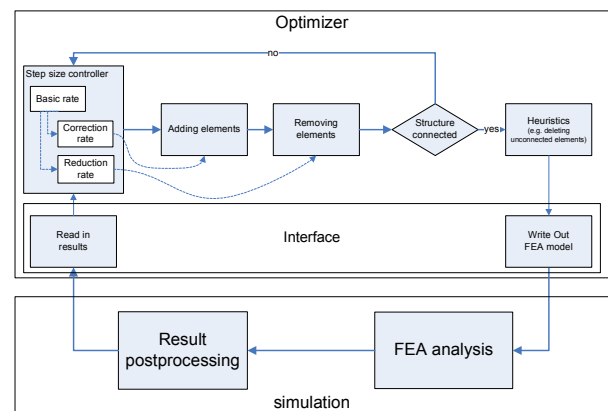 Optimizer
no
Step size controller
Basic rate
Correction
rate
Reduction
rate
Adding elements
Removing
elements
Structure
connected
yes
Heuristics
(e.g. deleting
unconnected elements)
Read in
results
Interface
Write Out
FEA model
Result
postprocessing
FEA analysis
simulation